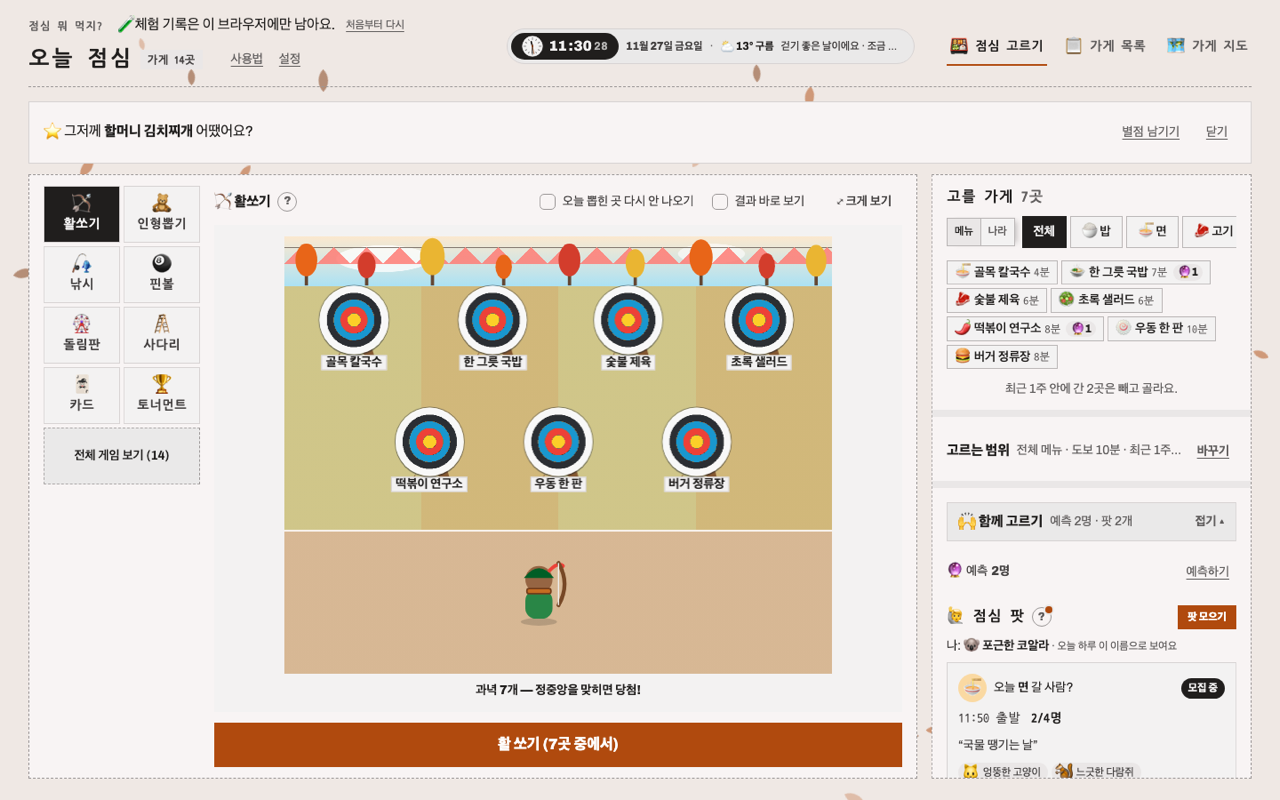 점심 뭐 먹지?
체험 기록은 이 브라우저에만 남아요. 처음부터 다시
오늘 점심 가게 14곳 사용법 설정
11:30 28 11월 27일 금요일 · 13° 구름 걷기 좋은 날이에요 · 조금 ...
점심 고르기 가게 목록 가게 지도
그저께 할머니 김치찌개 어땠어요?
별점 남기기 닫기
활쏘기 인형뽑기
낚시 핀볼
돌림판 사다리
카드 토너먼트
전체 게임 보기 (14)
활쏘기 ?
오늘 뽑힌 곳 다시 안 나오기 결과 바로 보기 크게 보기
골목 칼국수 한 그릇 국밥 숯불 제육 초록 샐러드
떡볶이 연구소 우동 한 판 버거 정류장
과녁 7개 — 정중앙을 맞히면 당첨!
활 쏘기 (7곳 중에서)
고를 가게 7곳
메뉴 나라 전체 밥 면 고기
골목 칼국수 4분 한 그릇 국밥 7분 1
숯불 제육 6분 초록 샐러드 6분
떡볶이 연구소 8분 1 우동 한 판 10분
버거 정류장 8분
최근 1주 안에 간 2곳은 빼고 골라요.
고르는 범위 전체 메뉴 · 도보 10분 · 최근 1주... 바꾸기
함께 고르기 예측 2명 · 팟 2개 접기
예측 2명 예측하기
점심 팟 ? 팟 모으기
나: 포근한 코알라 · 오늘 하루 이 이름으로 보여요
오늘 면 갈 사람? 모집 중
11:50 출발 2/4명
“국물 땡기는 날”
엉뚱한 고양이 느긋한 다람쥐